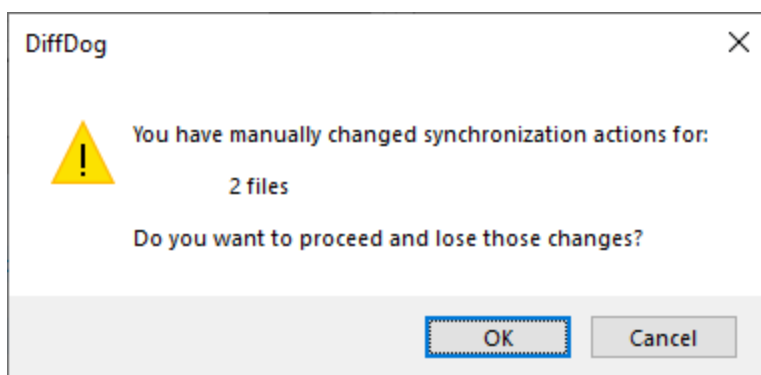 DiffDog
You have manually changed synchronization actions for:
2 files
Do you want to proceed and lose those changes?
OK
Cancel